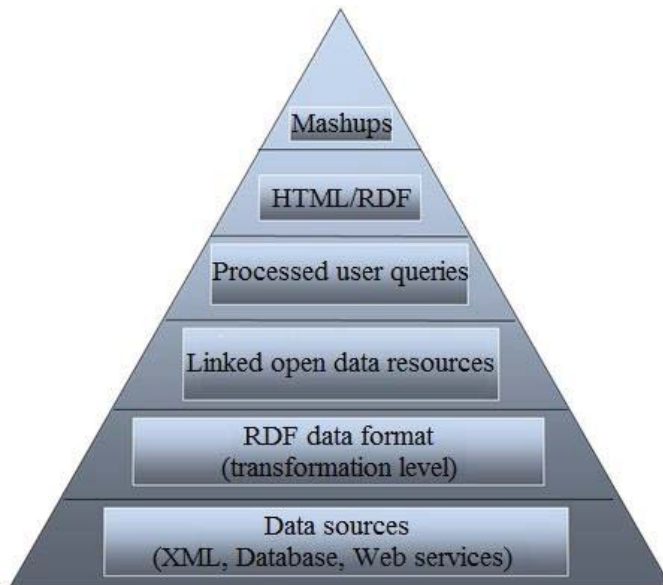 Mashups
HTML/RDF
Processed user queries
Linked open data resources
RDF data format
(transformation level)
Data sources
(XML, Database, Web services)